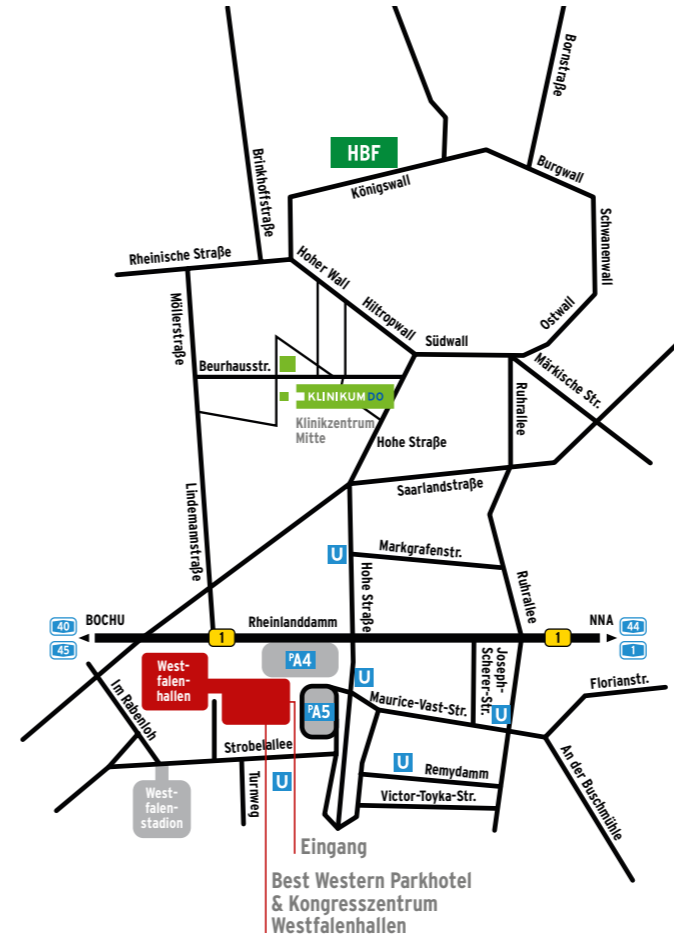 Bornstraße
HBF
Burgwall
Brinkhoffstraße
Königswall
Schwanenwall
Rheinische Straße
Hoher Wall
Möllerstraße
Hiltropwall
Ostwall
Südwall
Beurhausstr.
Märkische Str.
Ruhrallee
KLINIKUMDO
Klinikzentrum
Mitte
Hohe Straße
Saarlandstraße
Lindemannstraße
U
Markgrafenstr.
Hohe Straße
Ruhrallee
40
BOCHU
Rheinlanddamm
NNA
44
1
1
45
1
PA4
West-
falen-
hallen
Joseph-
Scherer-Str.
U
Florianstr.
Im Rabenloh
PA5
Maurice-Vast-Str.
U
Strobelallee
An der Buschmühle
U
Remydamm
Turnweg
U
West-
falen-
stadion
Victor-Toyka-Str.
Eingang
Best Western Parkhotel
& Kongresszentrum
Westfalenhallen